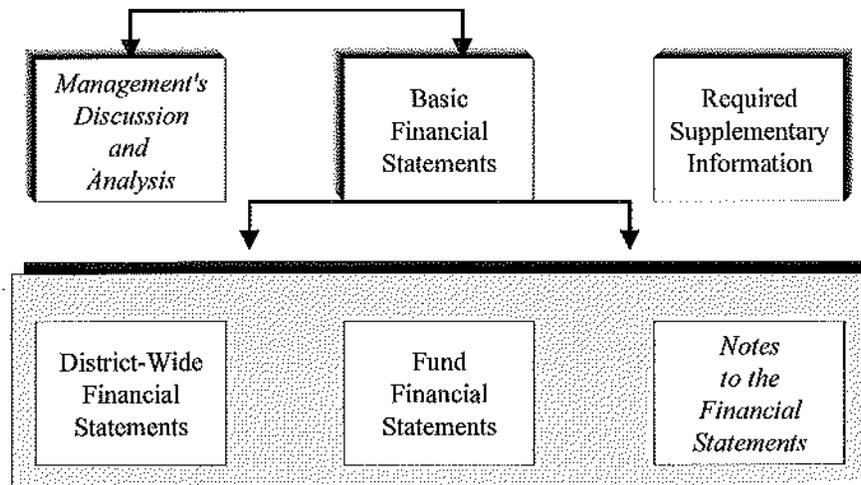 Management's
Discussion
and
Analysis
Basic
Financial
Statements
Required
Supplementary
Information
District-Wide
Financial
Statements
Fund
Financial
Statements
Notes
to the
Financial
Statements